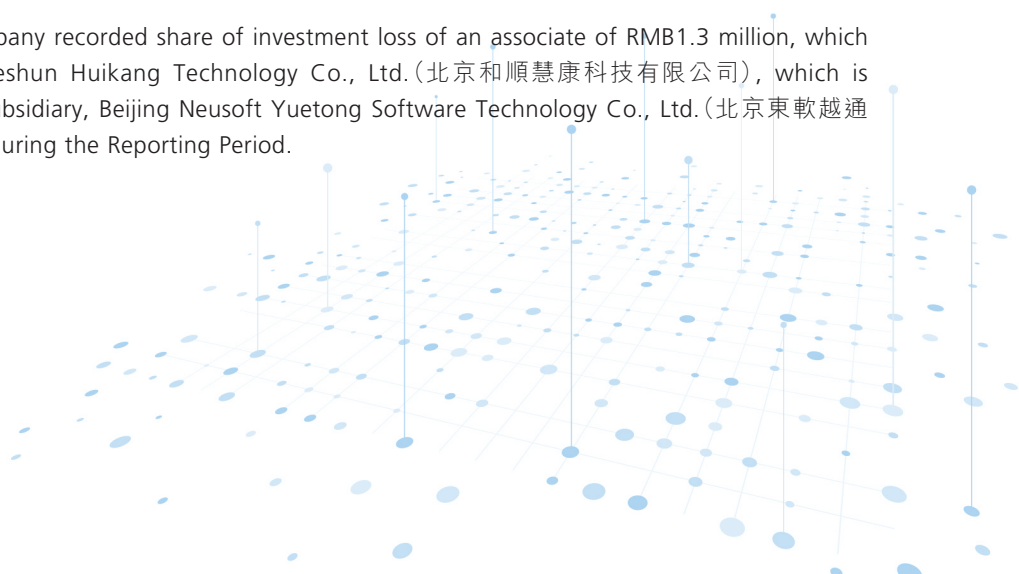 pany recorded share of investment loss of an associate of RMB1.3 million, which
eshun Huikang Technology Co., Ltd.(北京和順慧康科技有限公司), which is
ubsidiary, Beijing Neusoft Yuetong Software Technology Co., Ltd.(北京東軟越通
uring the Reporting Period.